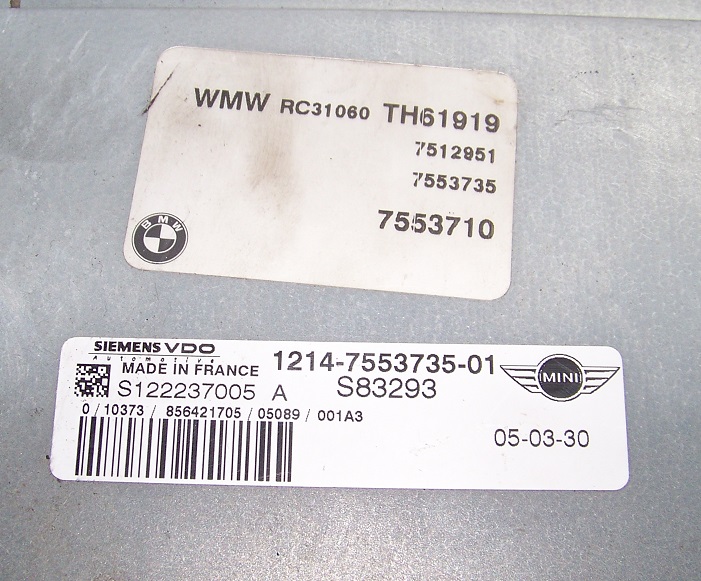 WMW RC31060 TH61919
7512951
7553735
7553710
BMW
SIEMENS VDO
Automotive
MADE IN FRANCE 1214-7553735-01
S122237005 A S83293
MINI
0 / 10373 / 856421705 / 05089 / 001A3
05-03-30